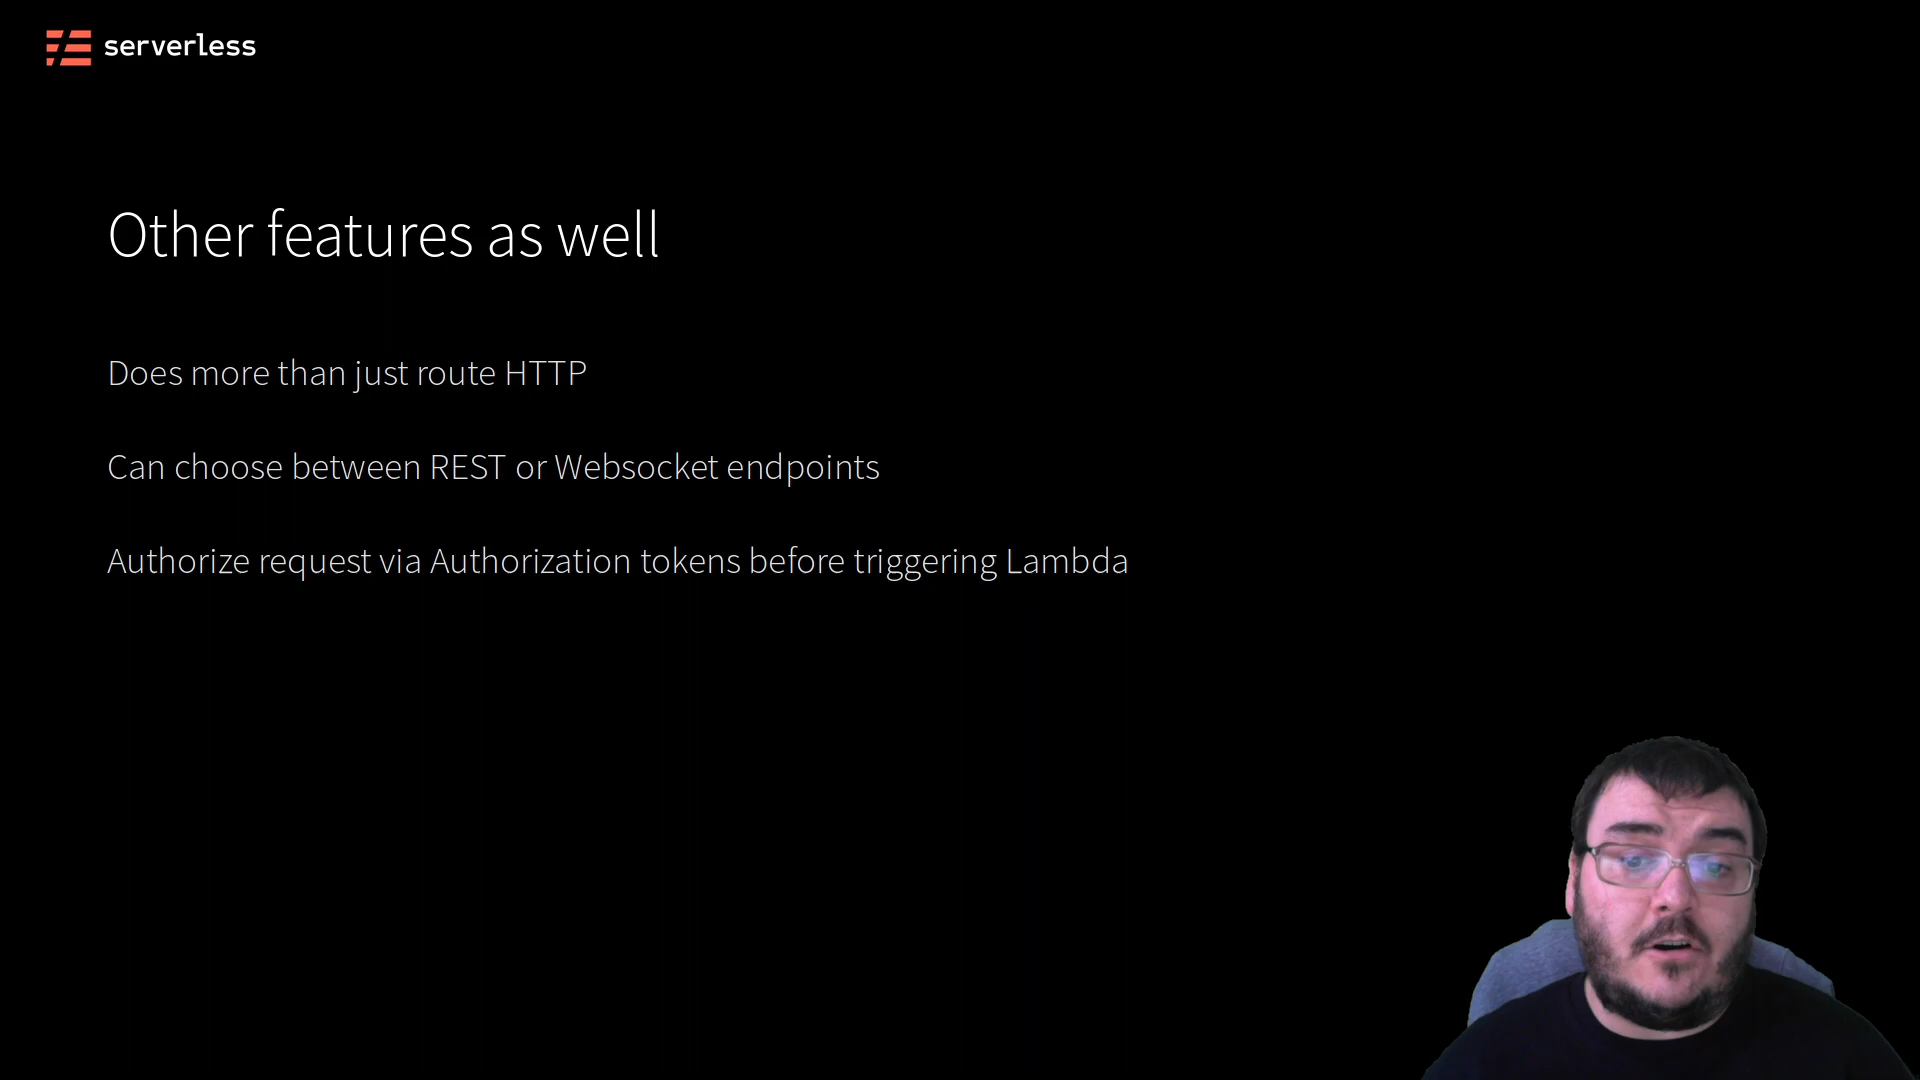 serverless
Other features as well
Does more than just route HTTP
Can choose between REST or Websocket endpoints
Authorize request via Authorization tokens before triggering Lambda